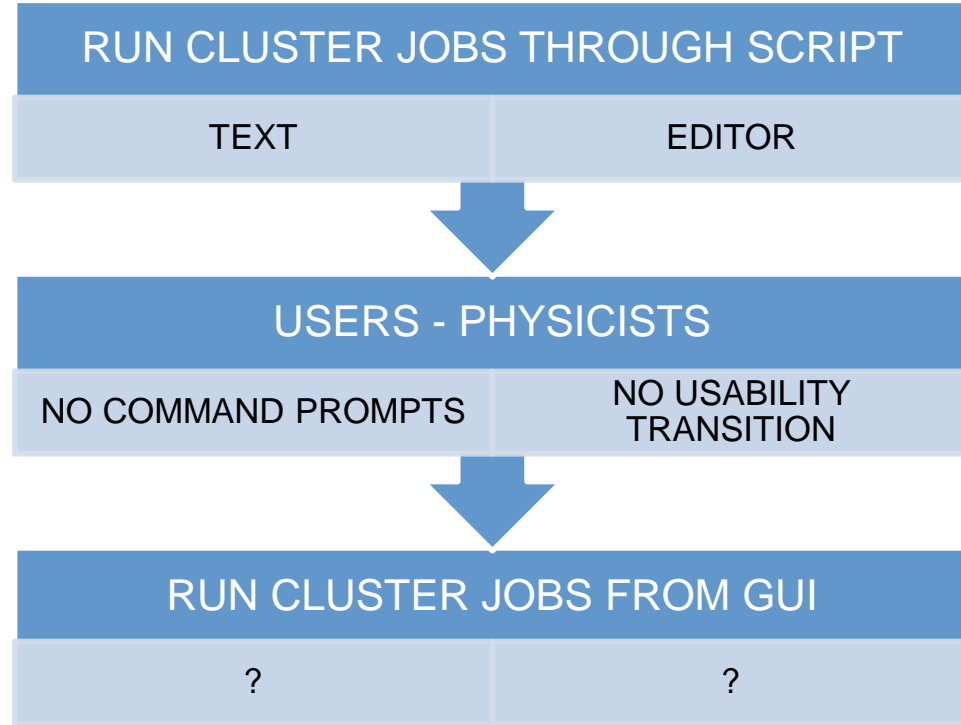 RUN CLUSTER JOBS THROUGH SCRIPT
TEXT
EDITOR
USERS - PHYSICISTS
NO COMMAND PROMPTS
NO USABILITY
TRANSITION
RUN CLUSTER JOBS FROM GUI
?
?